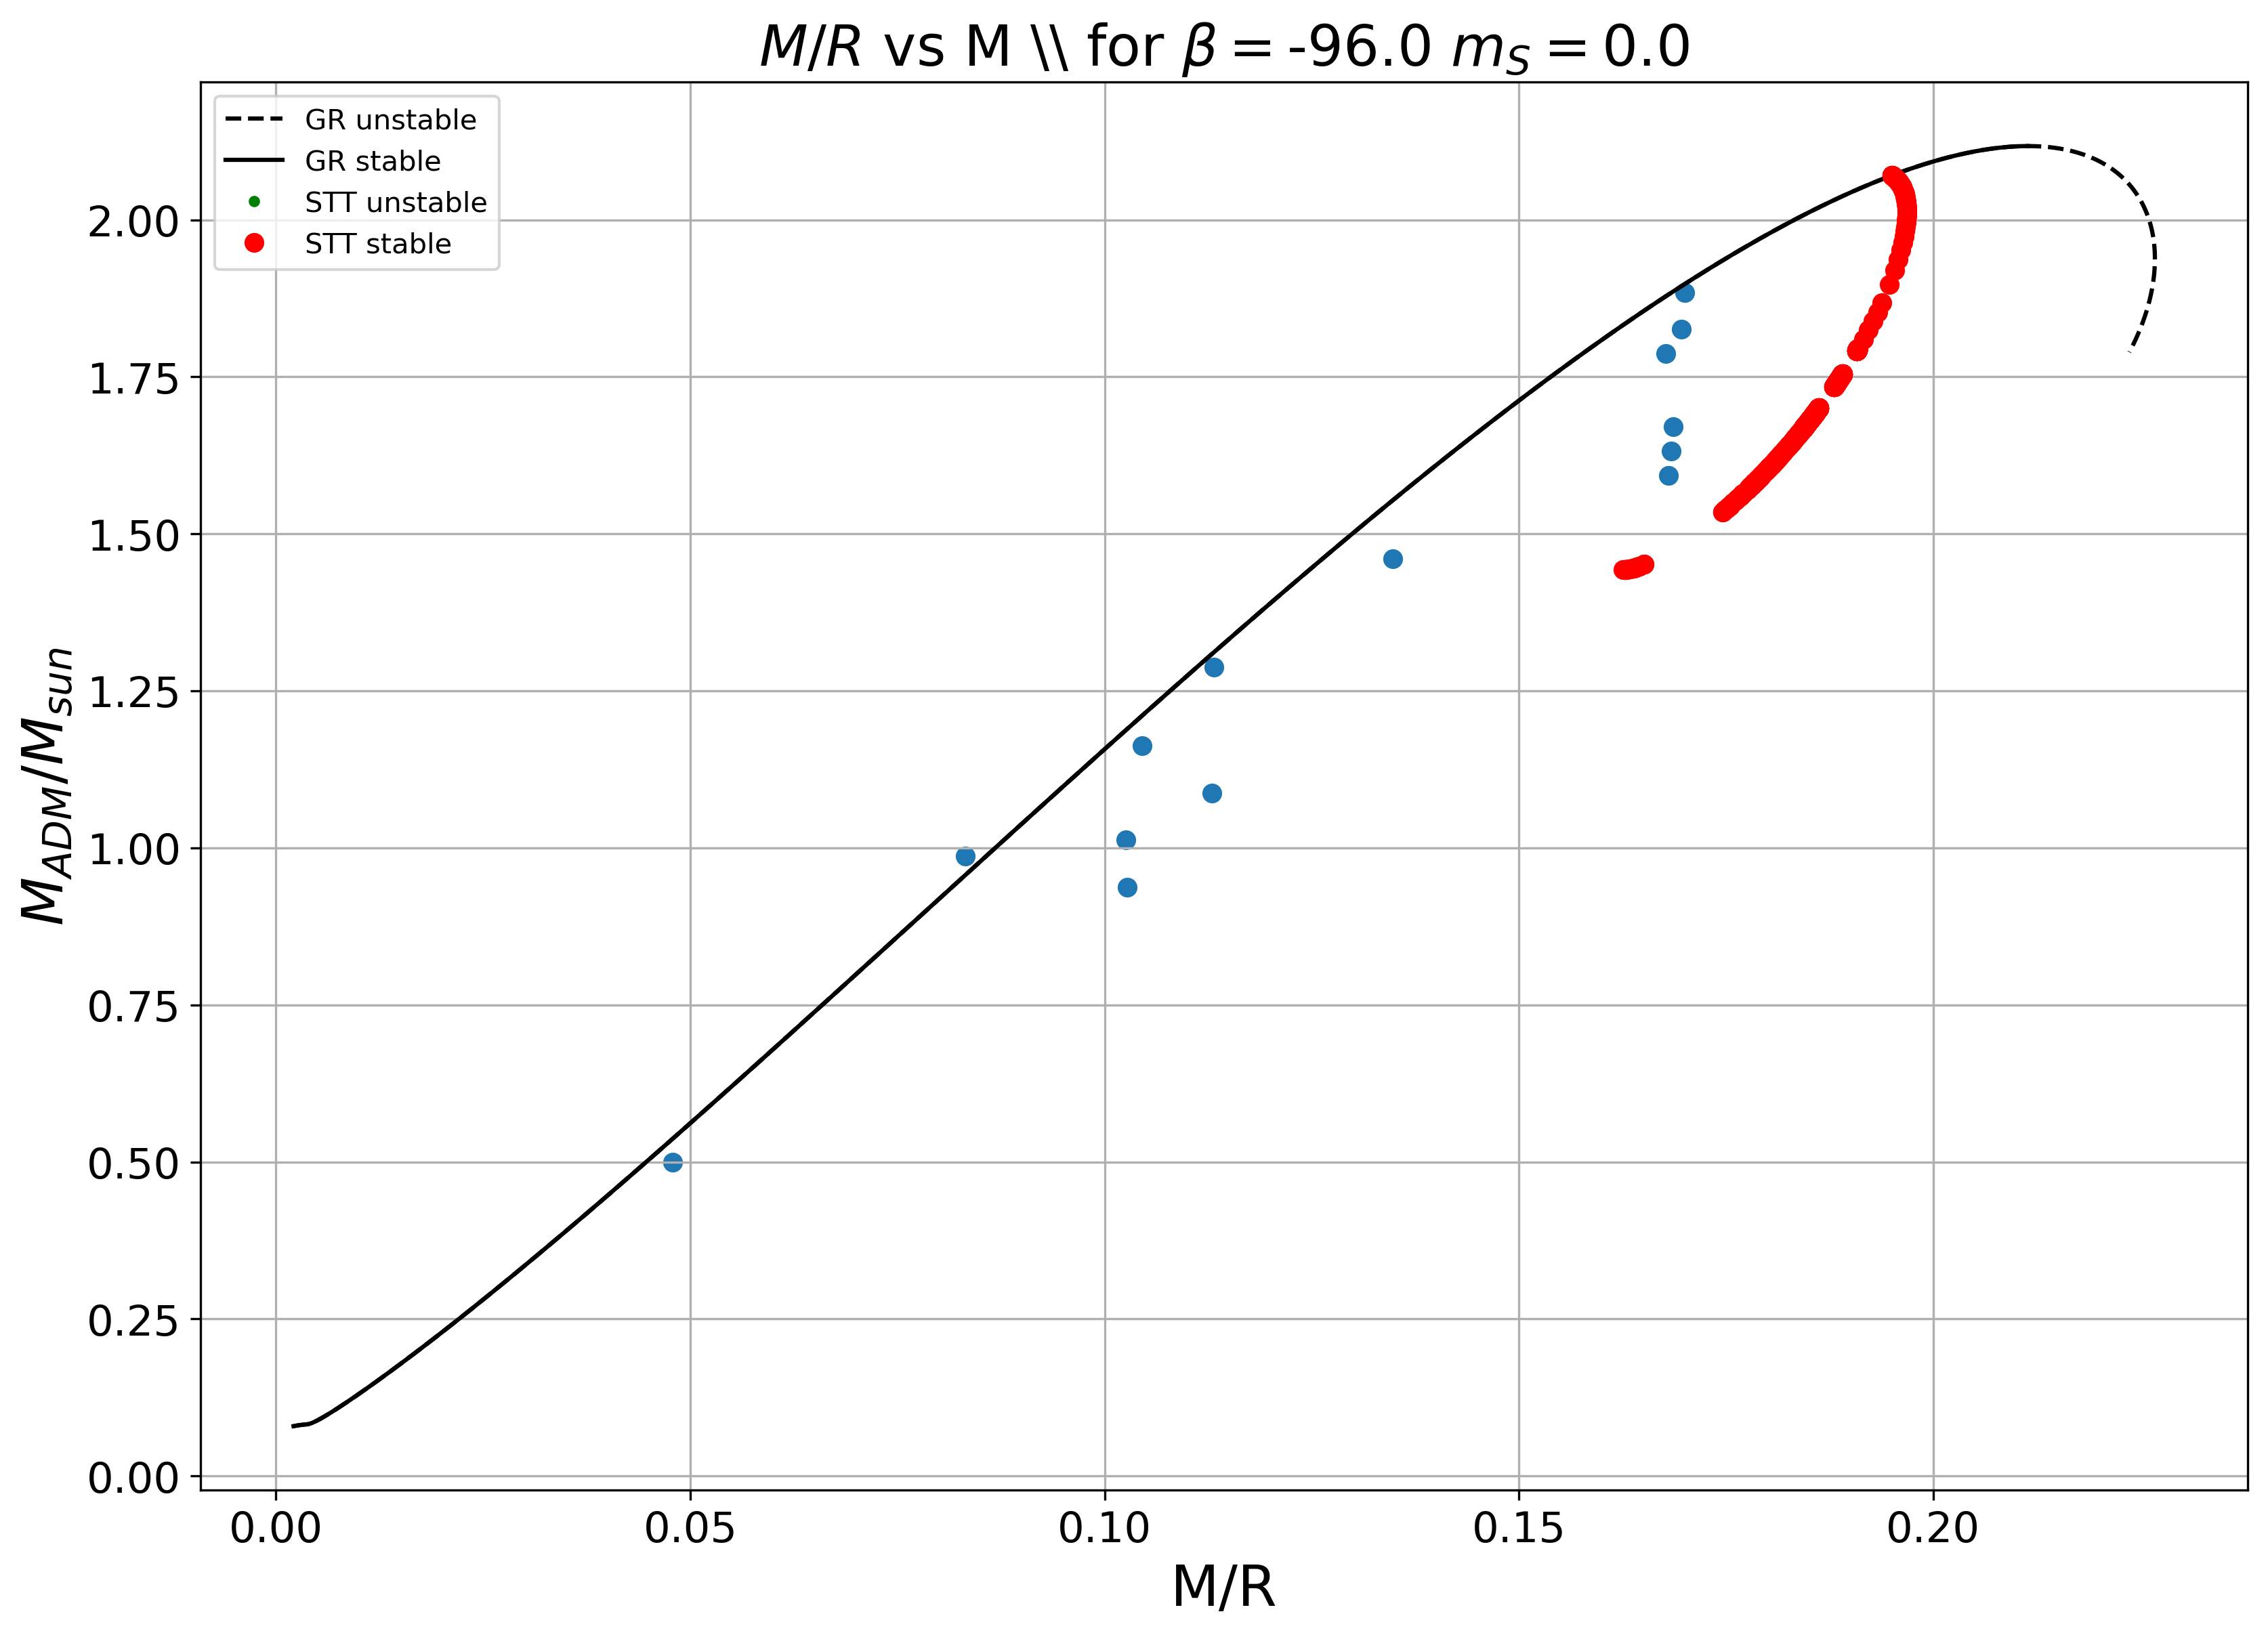 M/R vs M \\ for β = -96.0 m_S = 0.0
GR unstable
GR stable
STT unstable
STT stable
M_ADM/M_sun
2.00
1.75
1.50
1.25
1.00
0.75
0.50
0.25
0.00
0.00 0.05 0.10 0.15 0.20
M/R